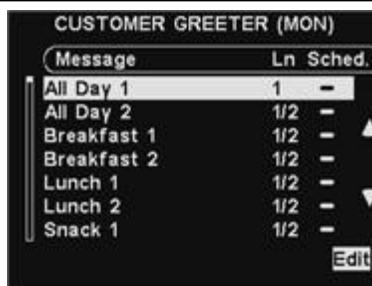 CUSTOMER GREETER (MON)
Message Ln Sched.
All Day 1 1 –
All Day 2 1/2 –
Breakfast 1 1/2 –
Breakfast 2 1/2 –
Lunch 1 1/2 –
Lunch 2 1/2 –
Snack 1 1/2 –
Edit